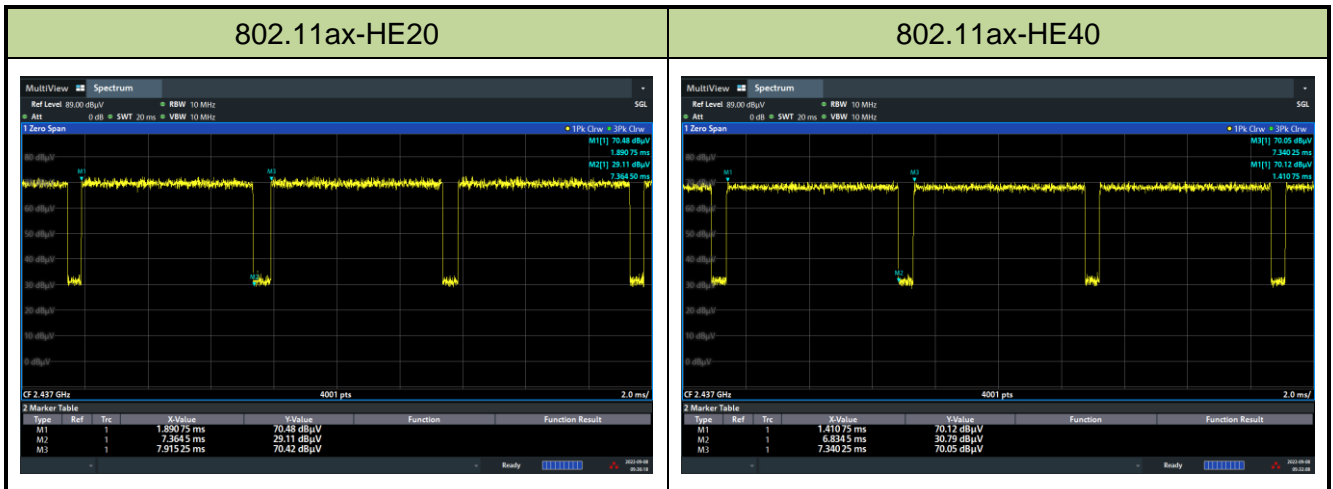 802.11ax-HE20
802.11ax-HE40
MultiView Spectrum
Ref Level 89.00 dBµV RBW 10 MHz SGL
Att 0 dB SWT 20 ms VBW 10 MHz
1 Zero Span 1Pk Clrw 3Pk Clrw
M1[1] 70.48 dBµV
1.890 75 ms
M2[1] 29.11 dBµV
7.364 50 ms
80 dBµV
M1
M3
60 dBµV
50 dBµV
40 dBµV
M2
30 dBµV
20 dBµV
10 dBµV
0 dBµV
CF 2.437 GHz 4001 pts 2.0 ms/
2 Marker Table
Type Ref Trc X-Value Y-Value Function Function Result
M1 1 1.890 75 ms 70.48 dBµV
M2 1 7.364 5 ms 29.11 dBµV
M3 1 7.915 25 ms 70.42 dBµV
Ready 2022-09-08
MultiView Spectrum
Ref Level 89.00 dBµV RBW 10 MHz SGL
Att 0 dB SWT 20 ms VBW 10 MHz
1 Zero Span 1Pk Clrw 3Pk Clrw
M3[1] 70.05 dBµV
7.340 25 ms
M1[1] 70.12 dBµV
1.410 75 ms
80 dBµV
M1
M3
60 dBµV
50 dBµV
40 dBµV
M2
30 dBµV
20 dBµV
10 dBµV
0 dBµV
CF 2.437 GHz 4001 pts 2.0 ms/
2 Marker Table
Type Ref Trc X-Value Y-Value Function Function Result
M1 1 1.410 75 ms 70.12 dBµV
M2 1 6.834 5 ms 30.79 dBµV
M3 1 7.340 25 ms 70.05 dBµV
Ready 2022-09-08